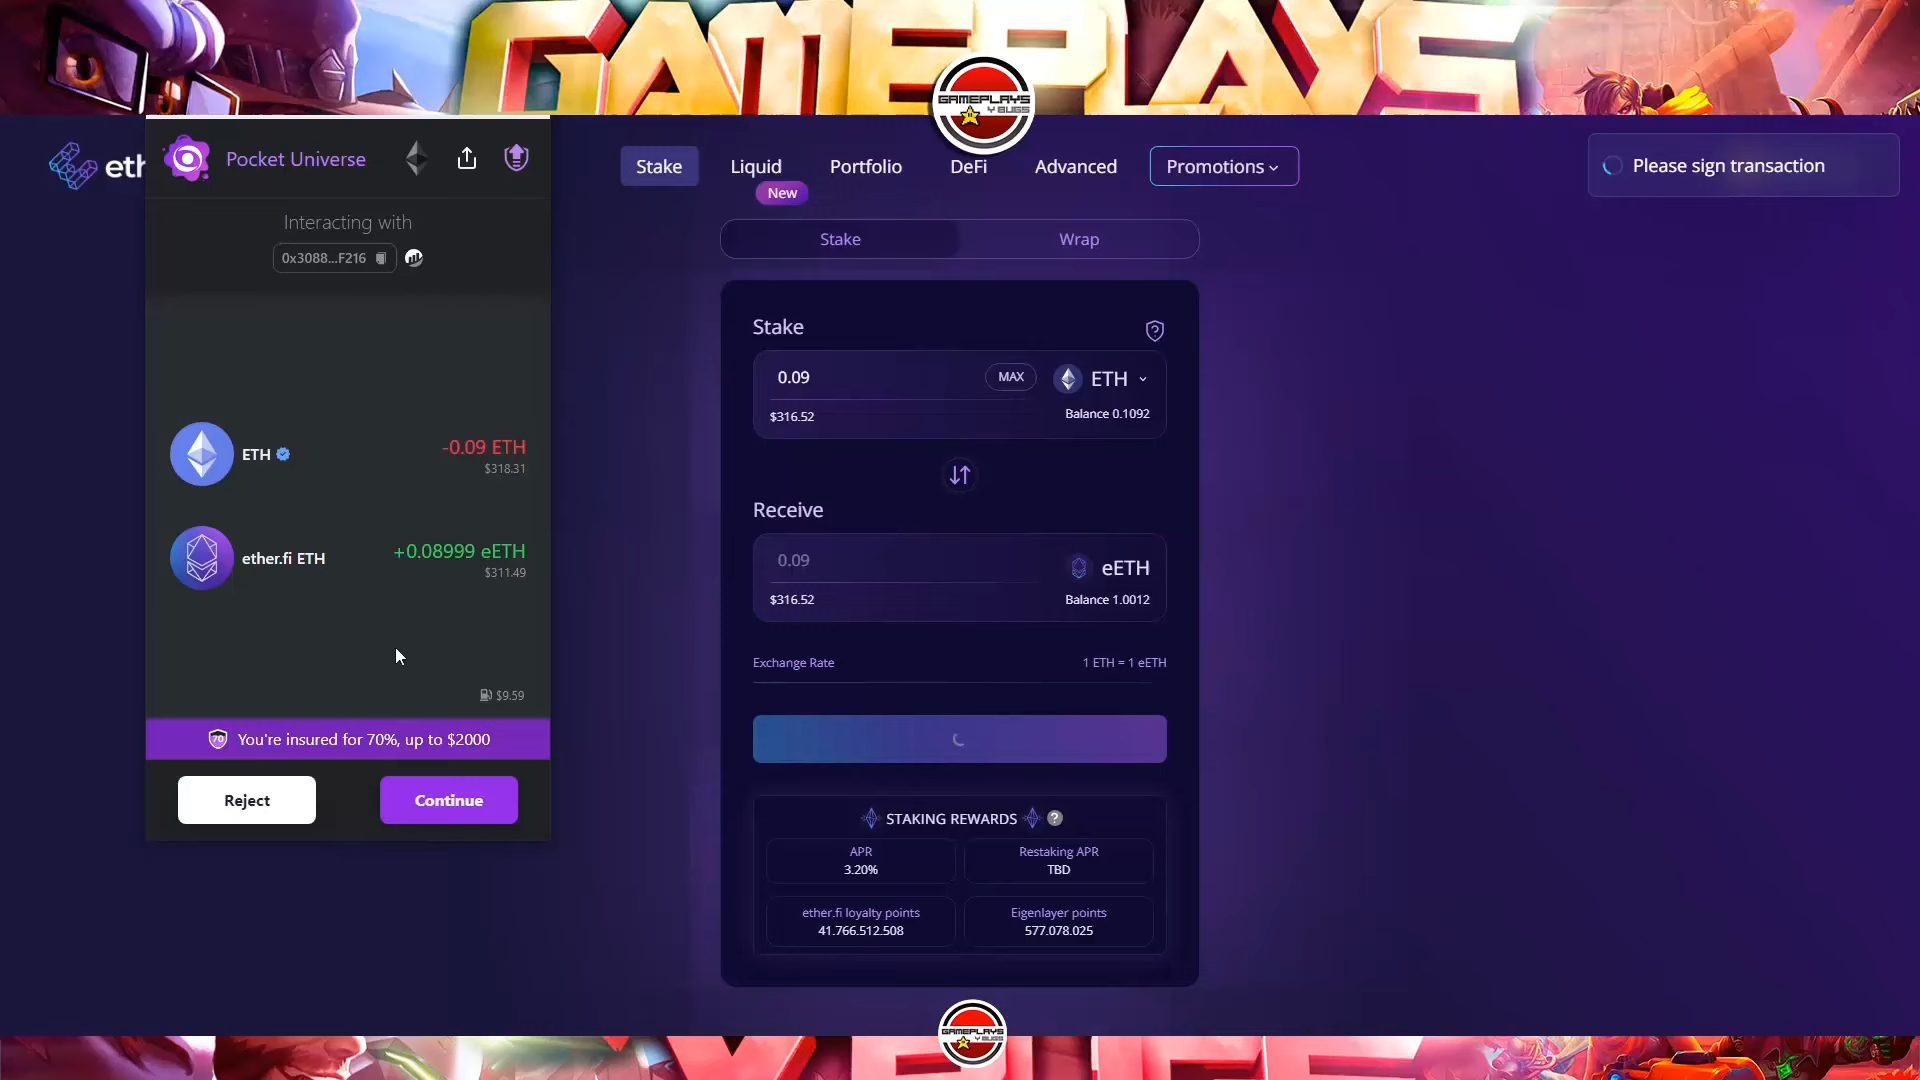 GAMEPLAYS
GAMEPLAYS
Y BUGS
eth
Pocket Universe
Stake
Liquid
Portfolio
DeFi
Advanced
Promotions
New
Please sign transaction
Interacting with
0x3088...F216
Stake
Wrap
Stake
0.09
MAX
ETH
$316.52
Balance 0.1092
ETH
-0.09 ETH
$318.31
Receive
ether.fi ETH
+0.08999 eETH
$311.49
0.09
eETH
$316.52
Balance 1.0012
Exchange Rate
1 ETH = 1 eETH
$9.59
70
You're insured for 70%, up to $2000
Reject
Continue
STAKING REWARDS
APR
3.20%
Restaking APR
TBD
ether.fi loyalty points
41.766.512.508
Eigenlayer points
577.078.025
GAMEPLAYS
Y BUGS